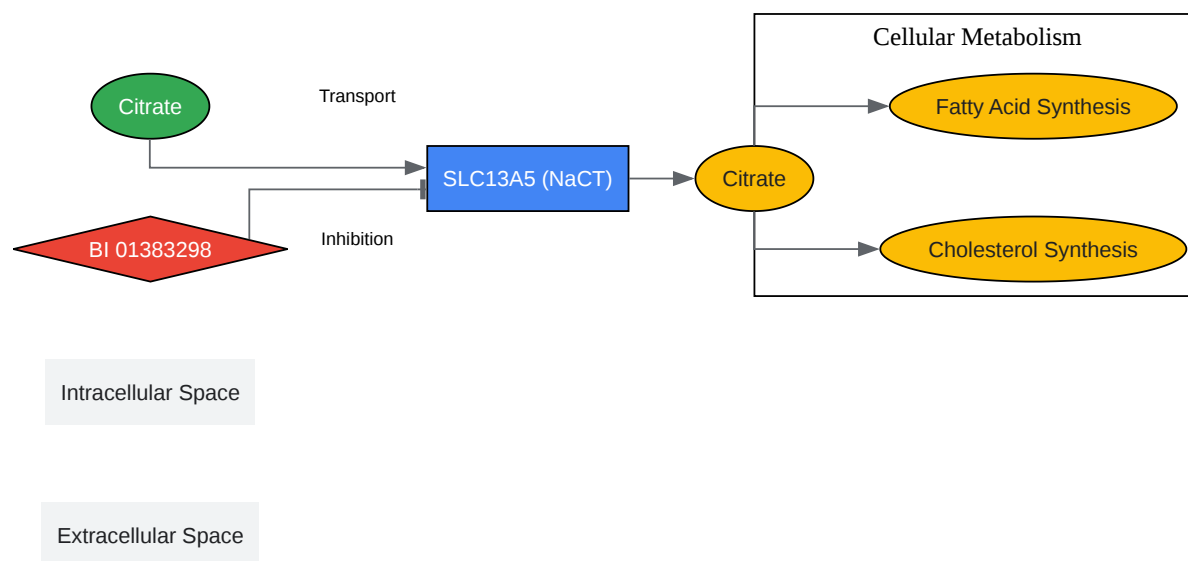 Cellular Metabolism
Citrate
Transport
Fatty Acid Synthesis
SLC13A5 (NaCT)
Citrate
BI 01383298
Inhibition
Cholesterol Synthesis
Intracellular Space
Extracellular Space